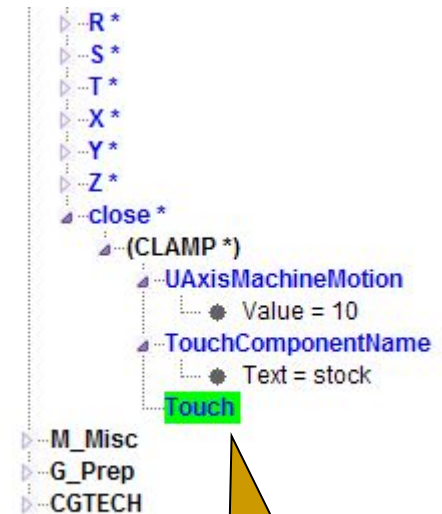 R *
S *
T *
X *
Y *
Z *
close *
(CLAMP *)
UAxisMachineMotion
Value = 10
TouchComponentName
Text = stock
Touch
M_Misc
G_Prep
CGTECH